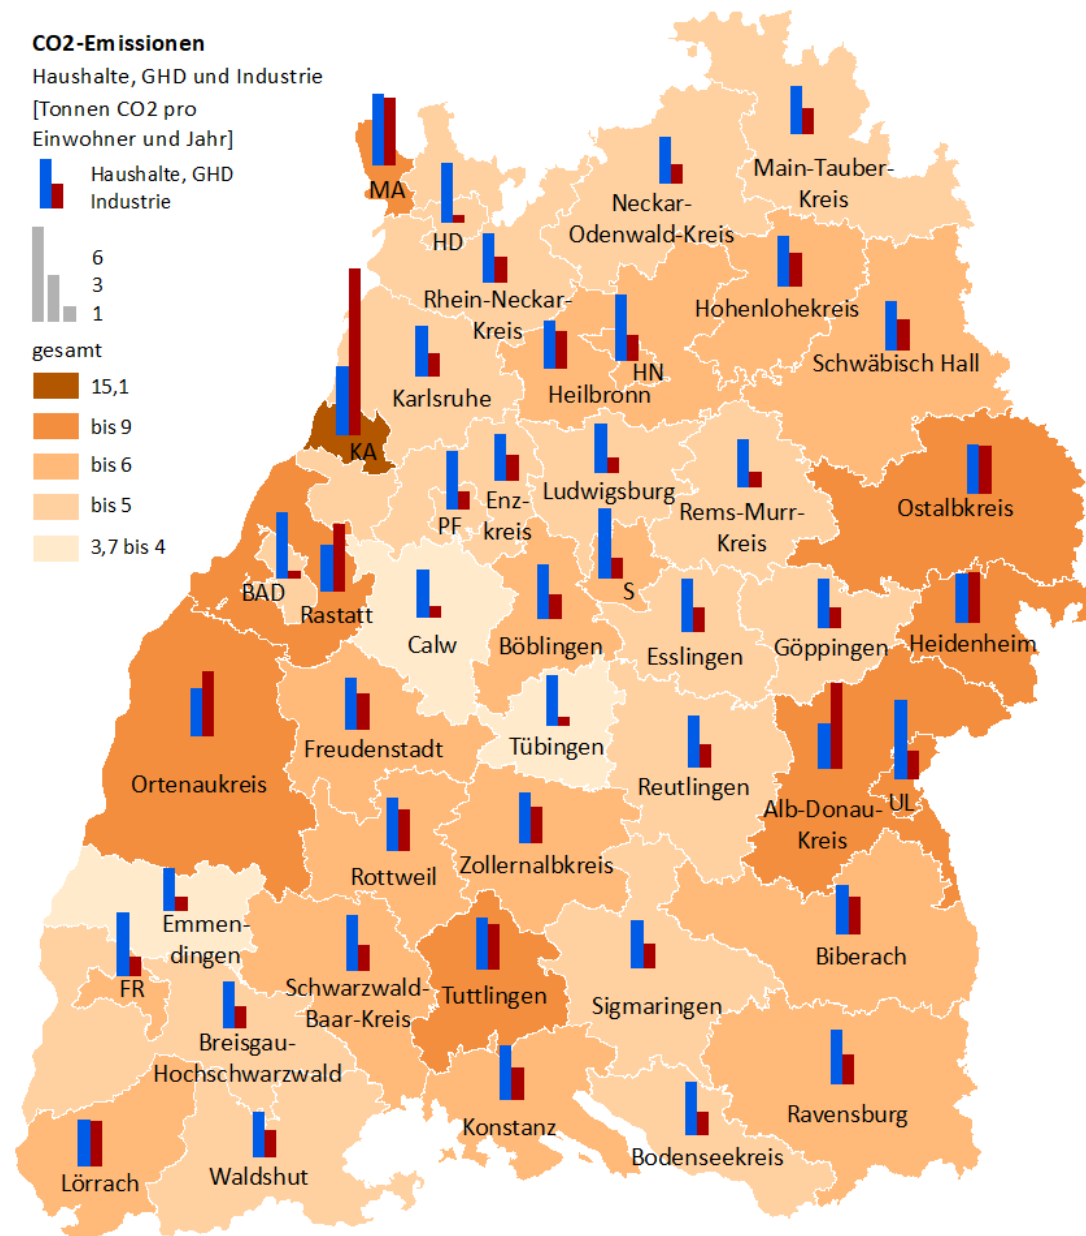 CO2-Emissionen
Haushalte, GHD und Industrie
[Tonnen CO2 pro
Einwohner und Jahr]
Haushalte, GHD
Industrie
6
3
1
gesamt
15,1
bis 9
bis 6
bis 5
3,7 bis 4
MA
HD
Neckar-
Odenwald-Kreis
Main-Tauber-
Kreis
Rhein-Neckar-
Kreis
Hohenlohekreis
Karlsruhe
Heilbronn
HN
Schwäbisch Hall
KA
PF
Enz-
kreis
Ludwigsburg
Rems-Murr-
Kreis
Ostalbkreis
BAD
Rastatt
Calw
Böblingen
S
Esslingen
Göppingen
Heidenheim
Ortenaukreis
Freudenstadt
Tübingen
Reutlingen
Alb-Donau-
Kreis
UL
Rottweil
Zollernalbkreis
Emmen-
dingen
FR
Schwarzwald-
Baar-Kreis
Tuttlingen
Sigmaringen
Biberach
Breisgau-
Hochschwarzwald
Konstanz
Ravensburg
Bodenseekreis
Lörrach
Waldshut